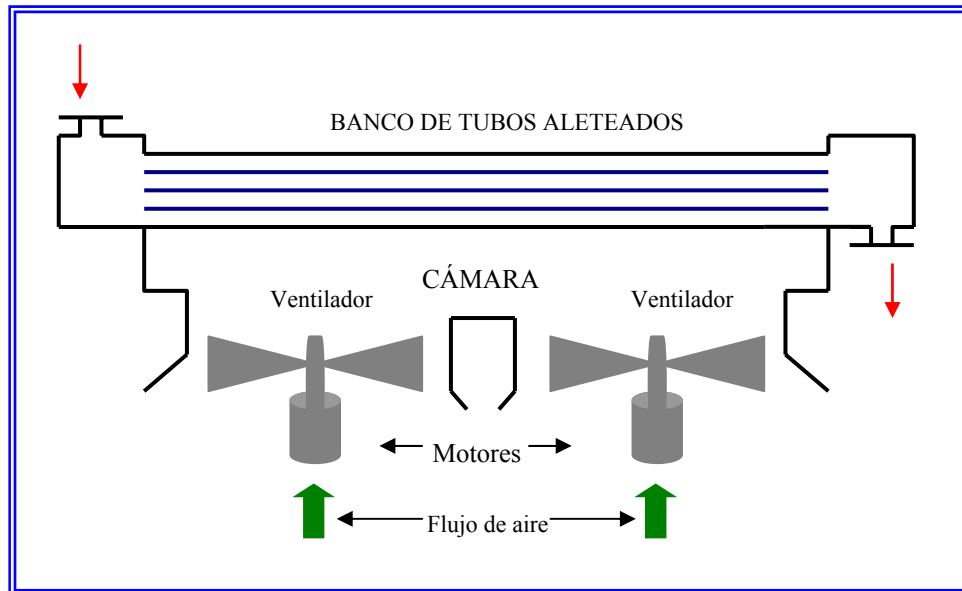 BANCO DE TUBOS ALETEADOS
CÁMARA
Ventilador
Ventilador
Motores
Flujo de aire